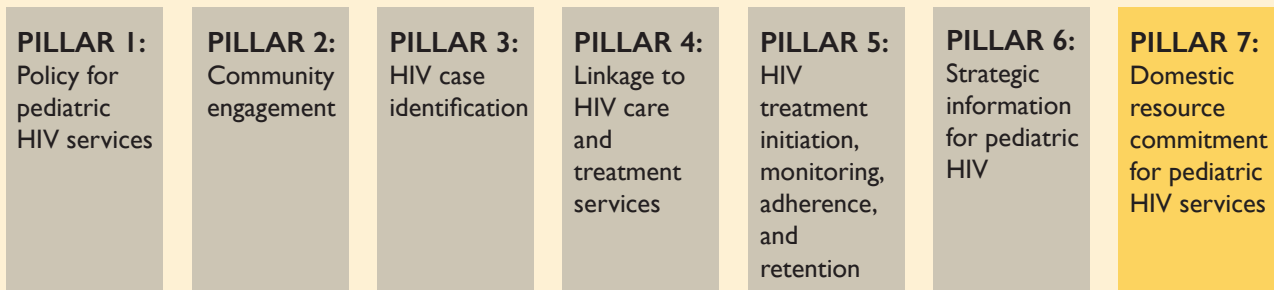 PILLAR 1:
Policy for
pediatric
HIV services
PILLAR 2:
Community
engagement
PILLAR 3:
HIV case
identification
PILLAR 4:
Linkage to
HIV care
and
treatment
services
PILLAR 5:
HIV
treatment
initiation,
monitoring,
adherence,
and
retention
PILLAR 6:
Strategic
information
for pediatric
HIV
PILLAR 7:
Domestic
resource
commitment
for pediatric
HIV services